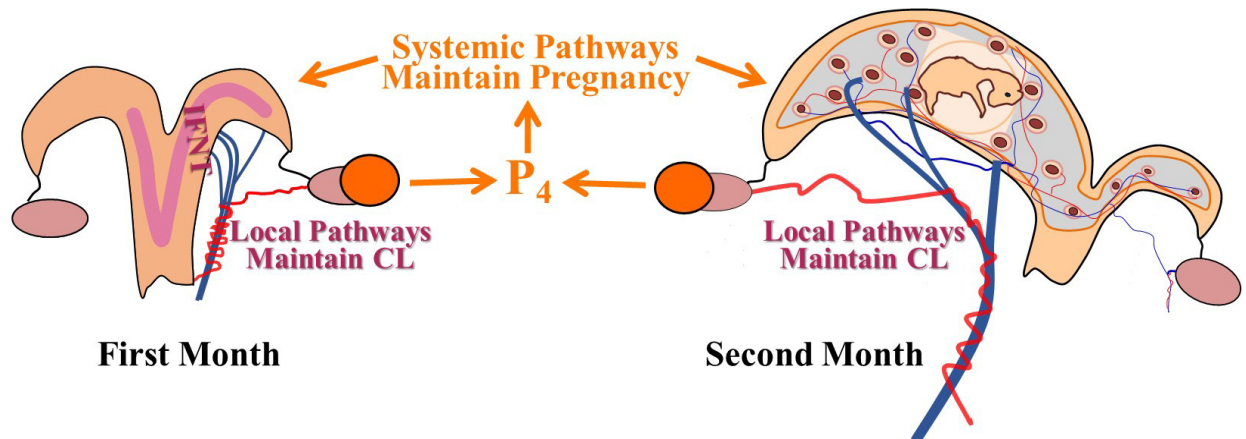 Systemic Pathways
Maintain Pregnancy
IFNT
P4
Local Pathways
Maintain CL
Local Pathways
Maintain CL
First Month
Second Month